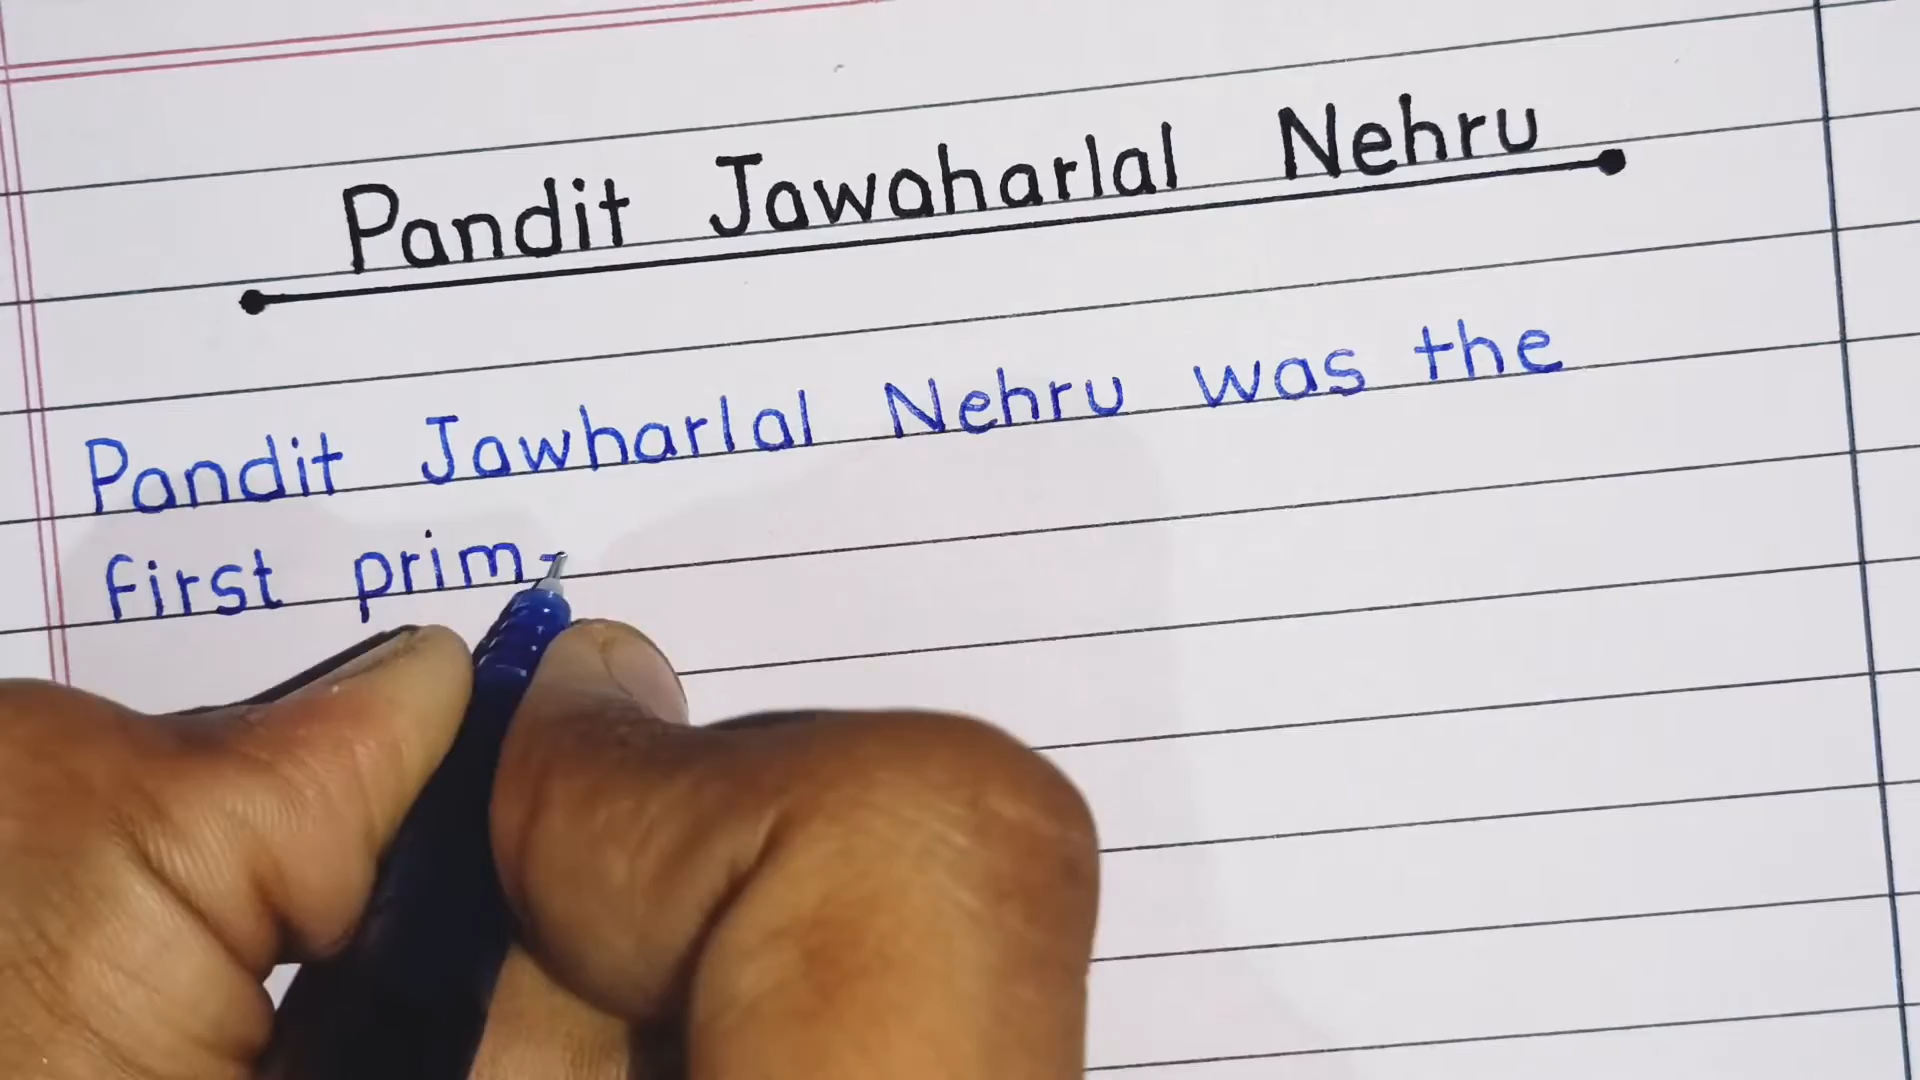 Pandit Jawaharlal Nehru
Pandit Jawharlal Nehru was the
first prim